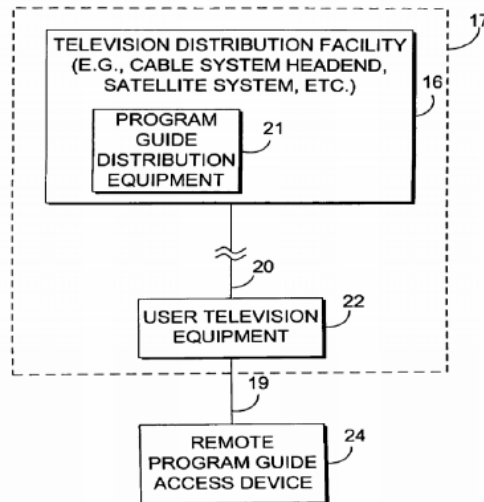 17
TELEVISION DISTRIBUTION FACILITY
(E.G., CABLE SYSTEM HEADEND,
SATELLITE SYSTEM, ETC.)
16
PROGRAM
GUIDE
DISTRIBUTION
EQUIPMENT
21
20
USER TELEVISION
EQUIPMENT
22
19
REMOTE
PROGRAM GUIDE
ACCESS DEVICE
24